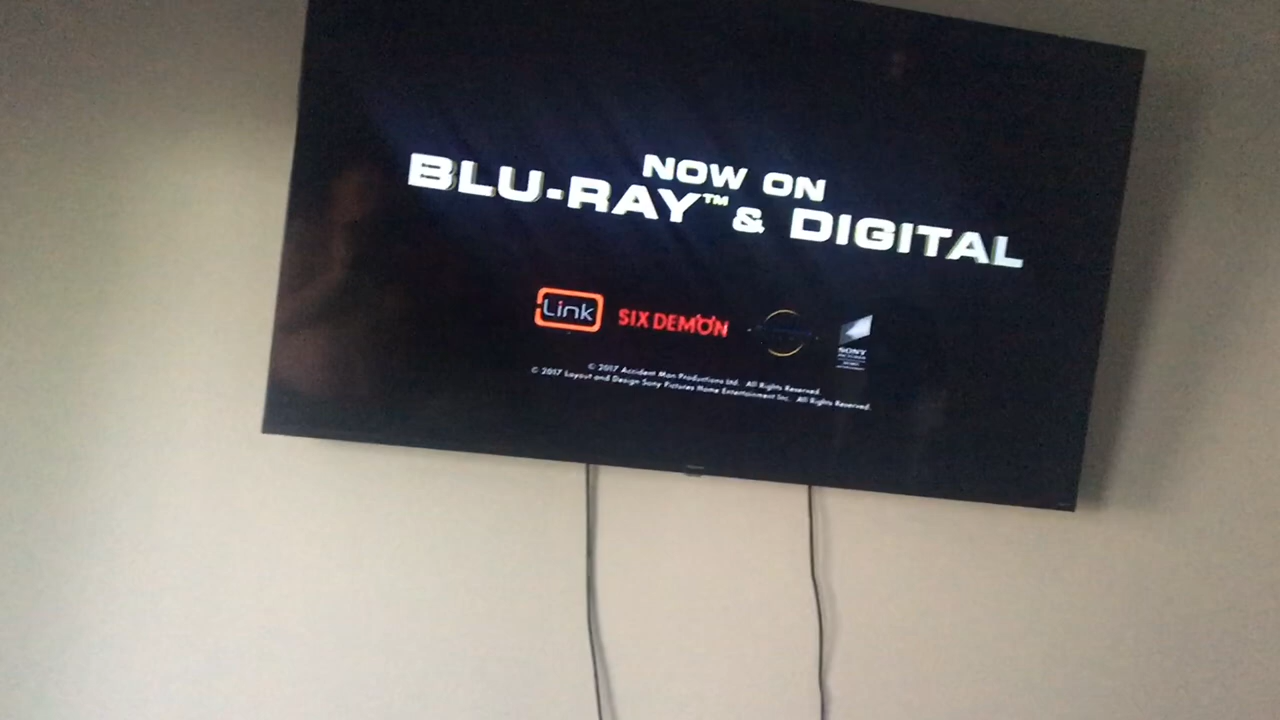 NOW ON
BLU-RAY™ & DIGITAL
Link
SIX DEMON
SONY
PICTURES
© 2017 Accident Man Productions Ltd. All Rights Reserved.
© 2017 Layout and Design Sony Pictures Home Entertainment Inc. All Rights Reserved.